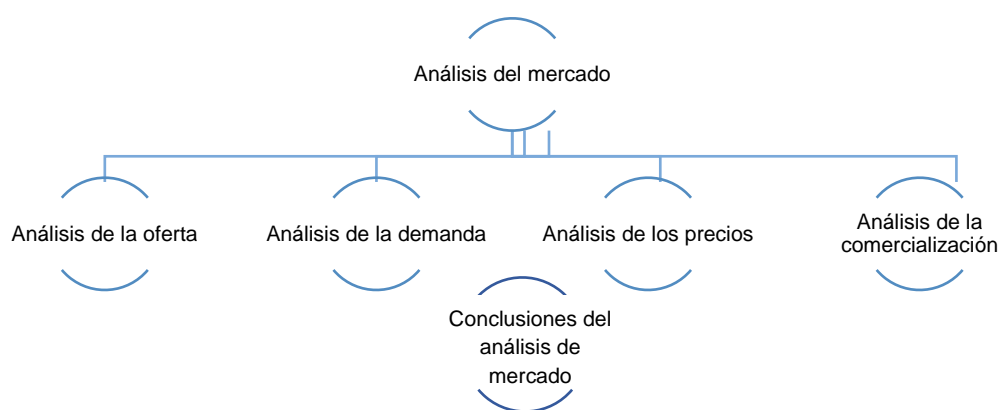 Análisis del mercado
Análisis de la oferta
Análisis de la demanda
Análisis de los precios
Análisis de la
comercialización
Conclusiones del
análisis de
mercado